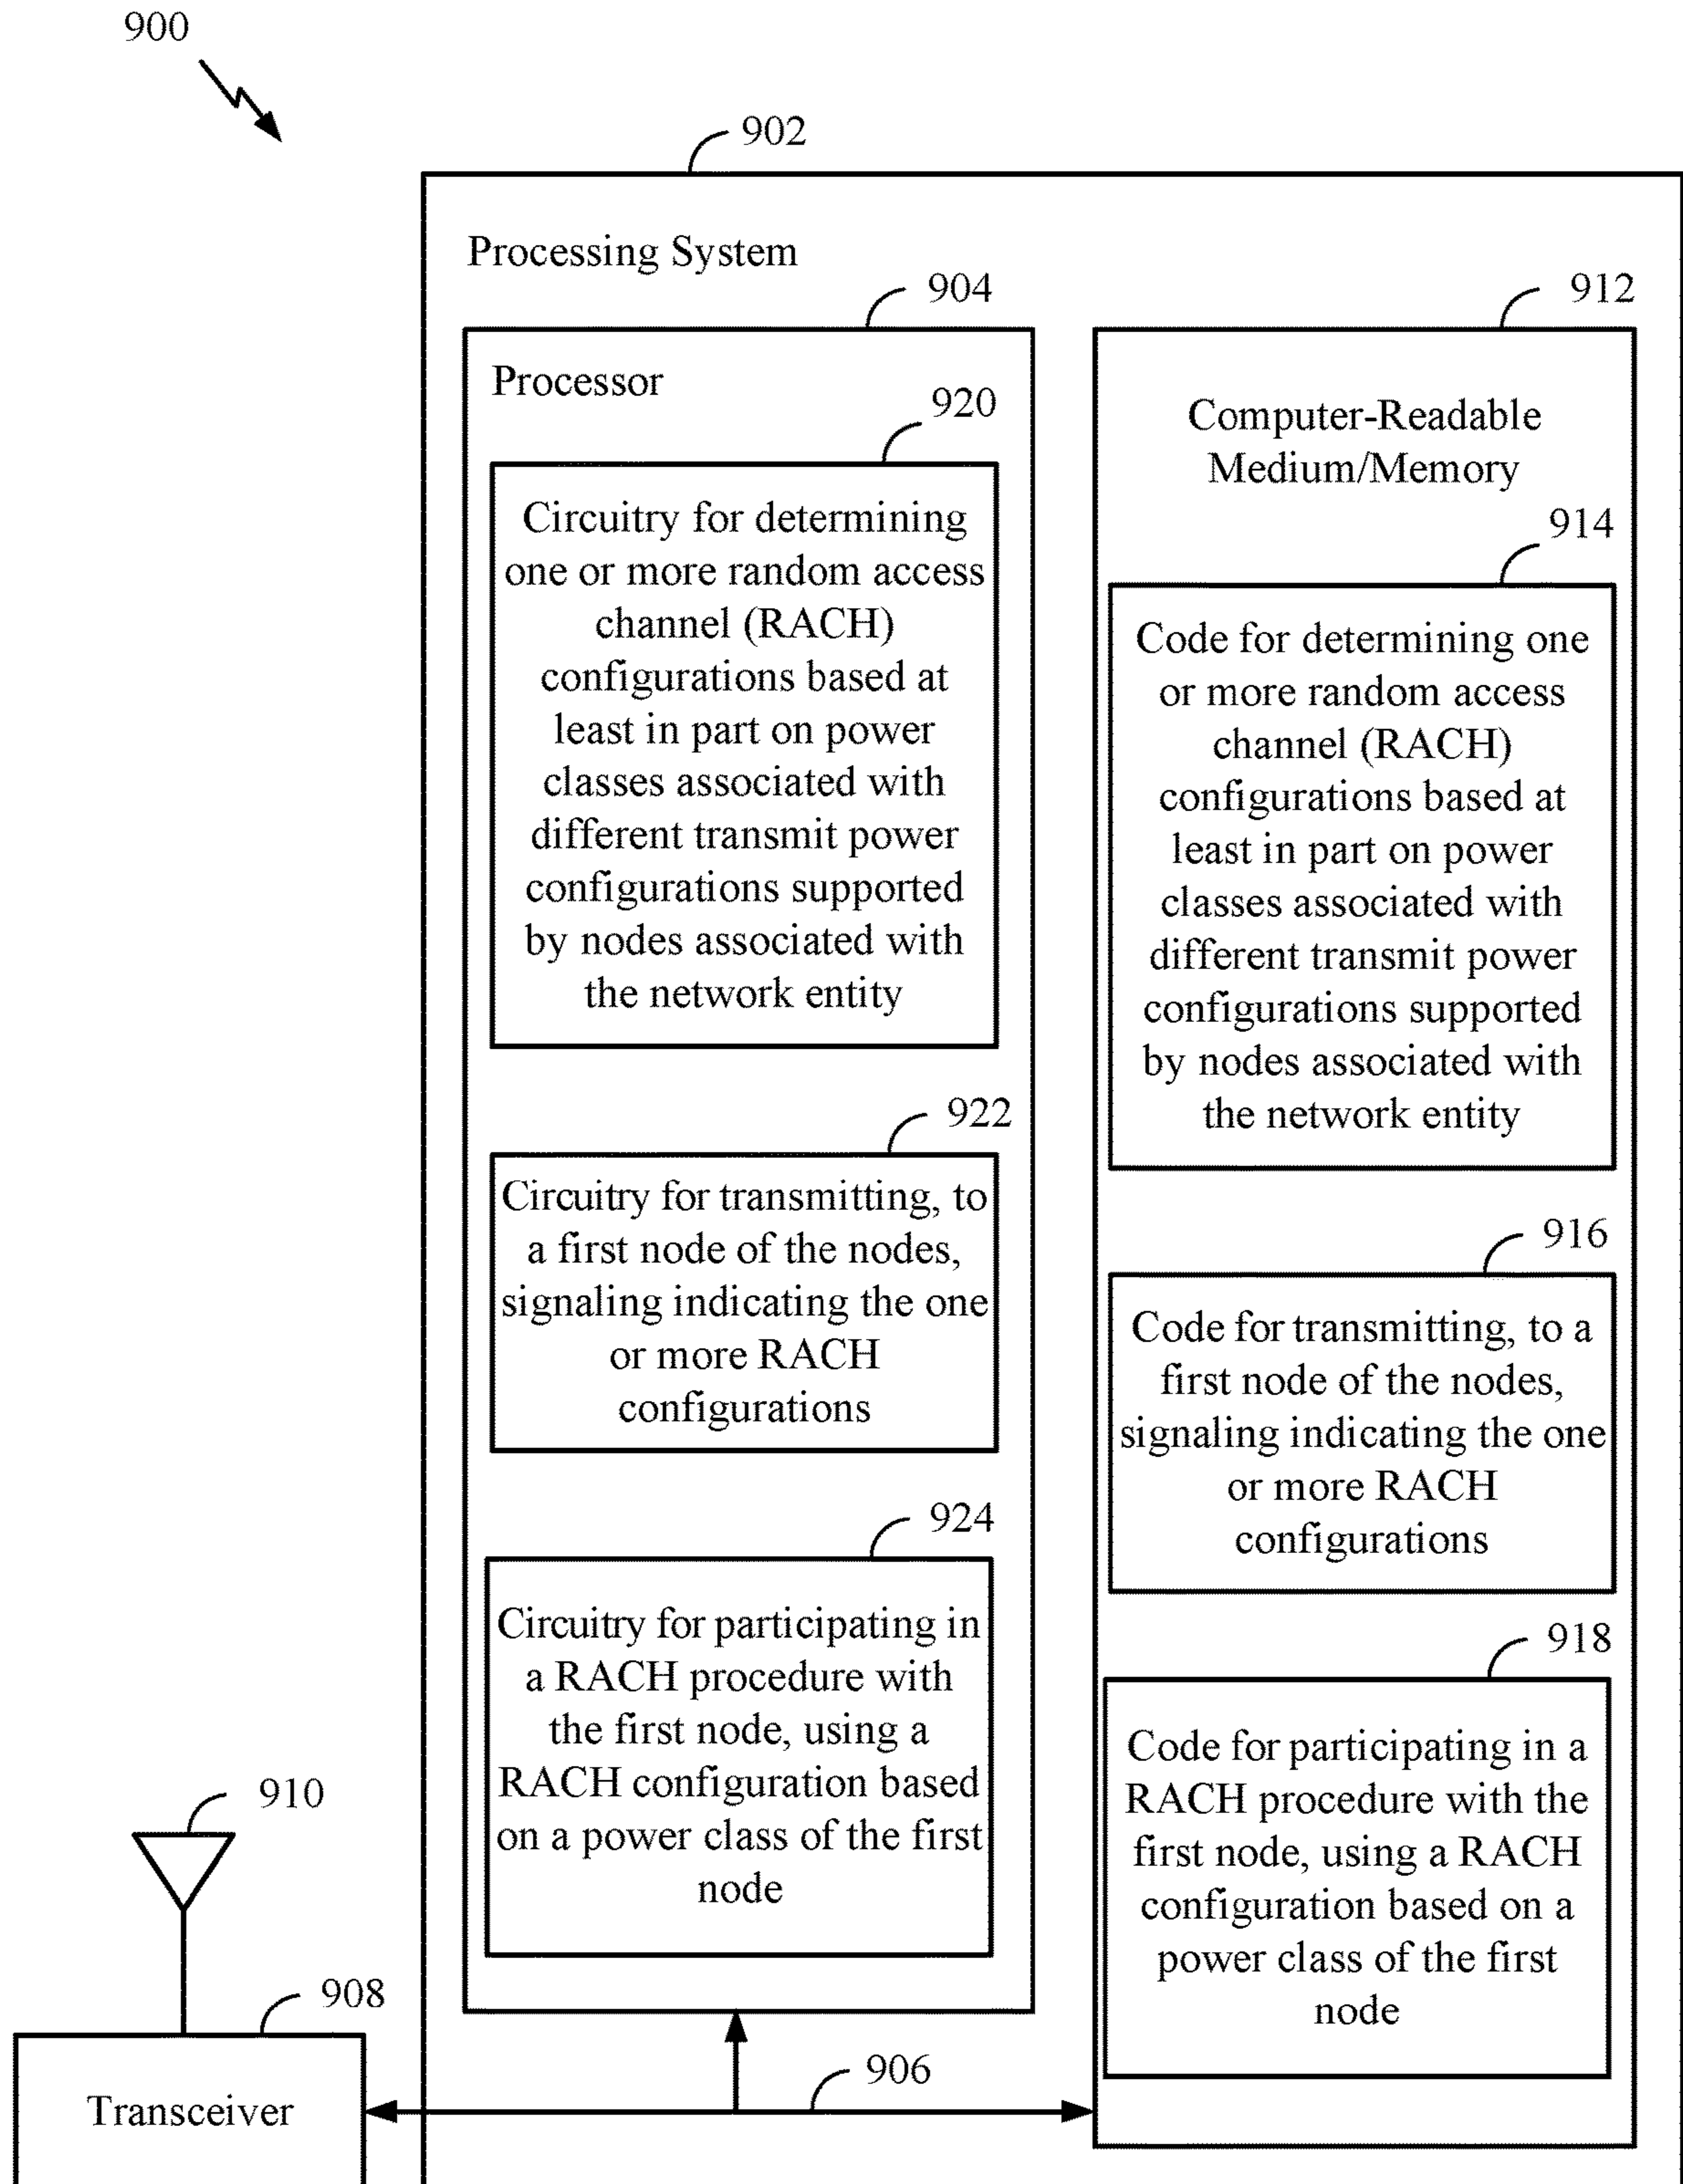 900
902
Processing System
904
912
Processor
920
Computer-Readable
Medium/Memory
Circuitry for determining
one or more random access
channel (RACH)
configurations based at
least in part on power
classes associated with
different transmit power
configurations supported
by nodes associated with
the network entity
914
Code for determining one
or more random access
channel (RACH)
configurations based at
least in part on power
classes associated with
different transmit power
configurations supported
by nodes associated with
the network entity
922
Circuitry for transmitting, to
a first node of the nodes,
signaling indicating the one
or more RACH
configurations
916
Code for transmitting, to a
first node of the nodes,
signaling indicating the one
or more RACH
configurations
924
Circuitry for participating in
a RACH procedure with
the first node, using a
RACH configuration based
on a power class of the first
node
918
Code for participating in a
RACH procedure with the
first node, using a RACH
configuration based on a
power class of the first
node
910
908
Transceiver
906